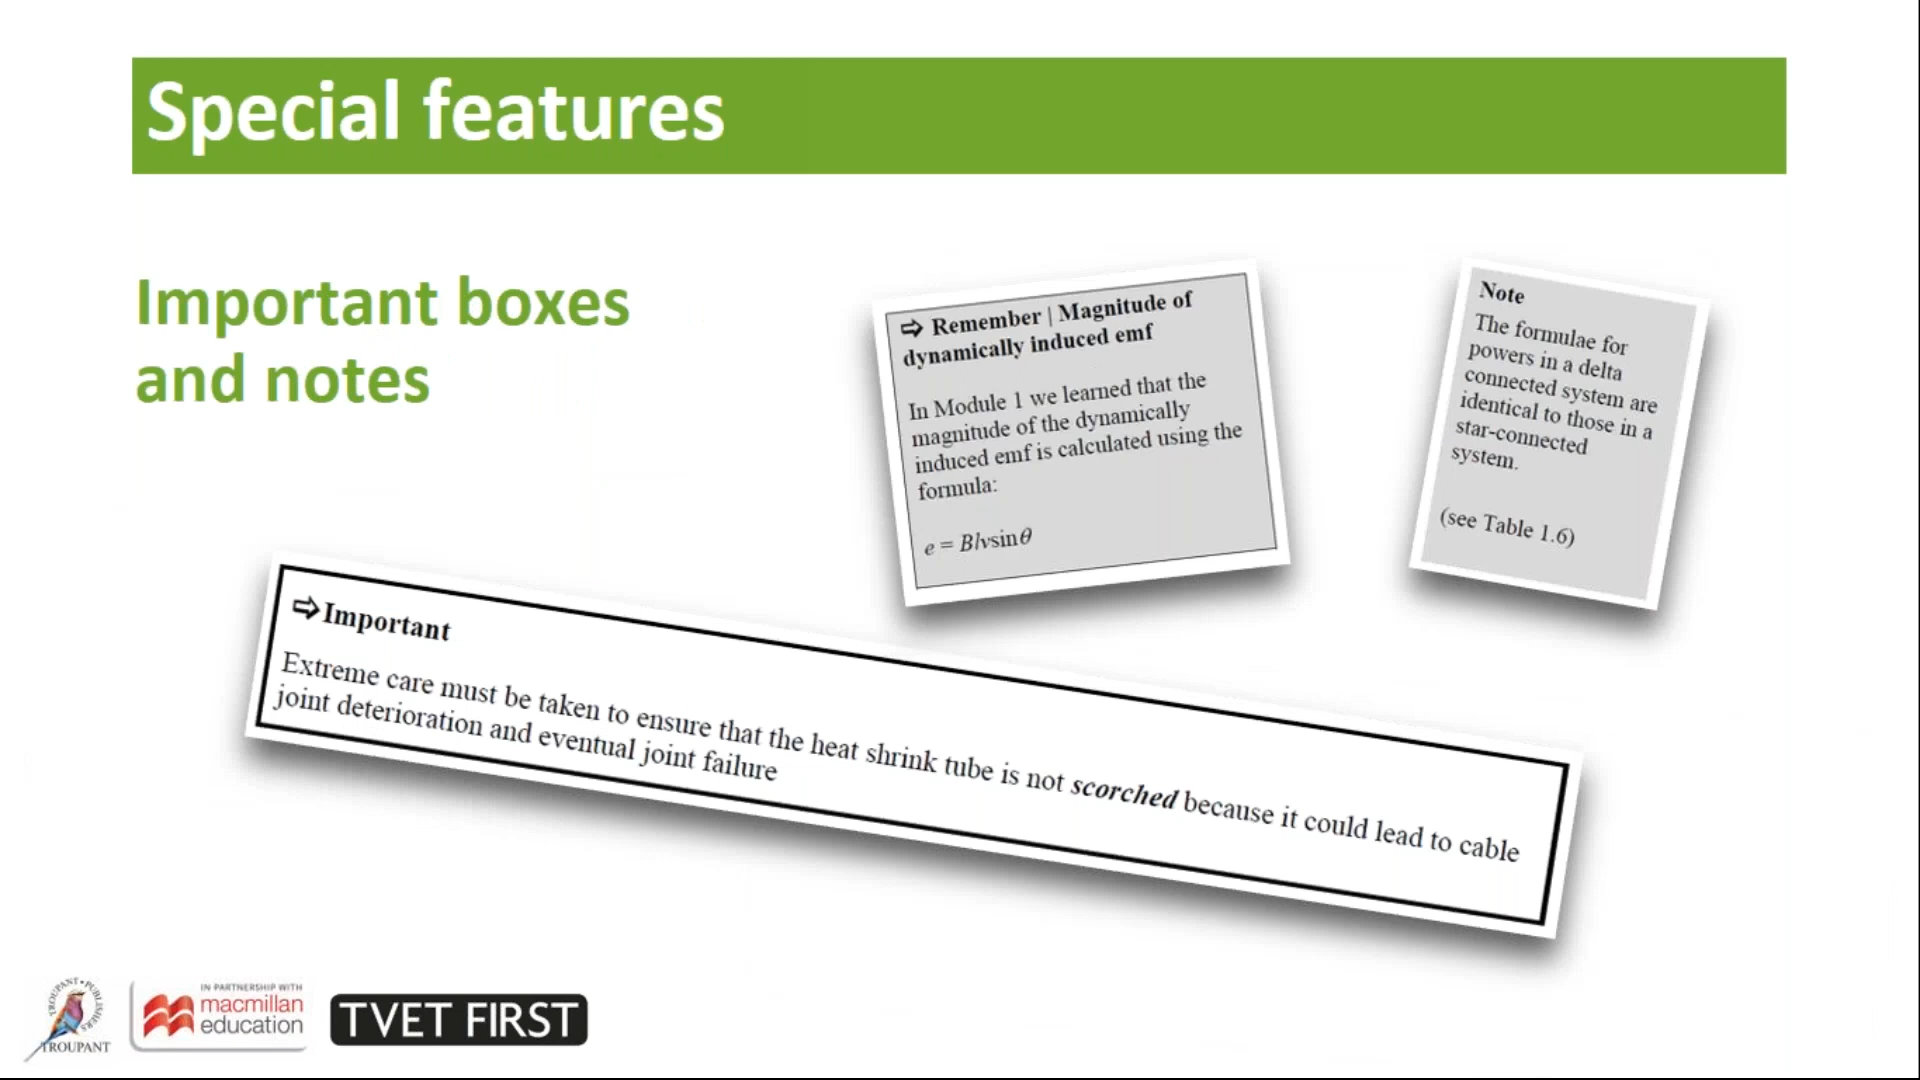 Special features
Important boxes
and notes
⇨ Remember | Magnitude of
dynamically induced emf
In Module 1 we learned that the
magnitude of the dynamically
induced emf is calculated using the
formula:
e = Blvsinθ
Note
The formulae for
powers in a delta
connected system are
identical to those in a
star-connected
system.
(see Table 1.6)
⇨Important
Extreme care must be taken to ensure that the heat shrink tube is not scorched because it could lead to cable
joint deterioration and eventual joint failure
TROUPANT • PUBLISHERS
TROUPANT
IN PARTNERSHIP WITH
macmillan
education
TVET FIRST